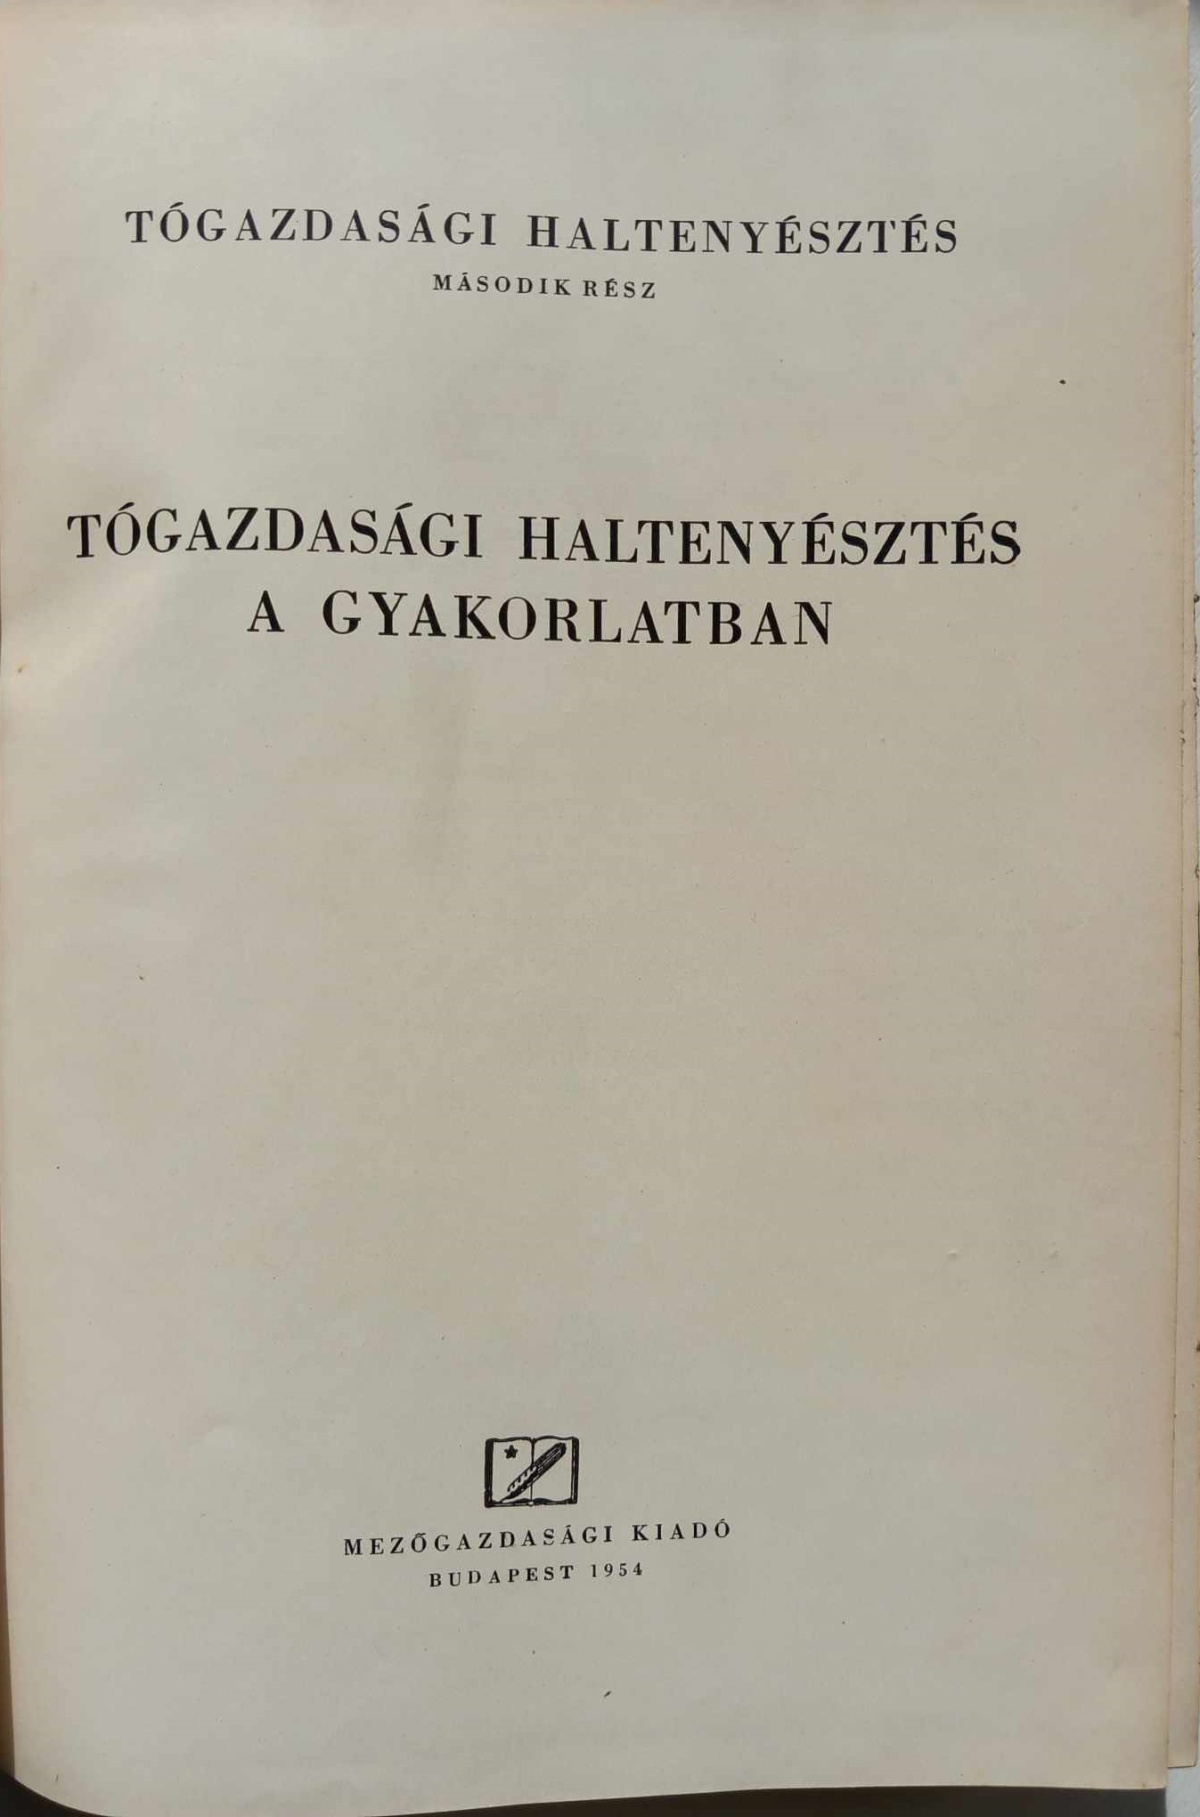 TÓGAZDASÁGI HALTENYÉSZTÉS
MÁSODIK RÉSZ
TÓGAZDASÁGI HALTENYÉSZTÉS
A GYAKORLATBAN
MEZŐGAZDASÁGI KIADÓ
BUDAPEST 1954